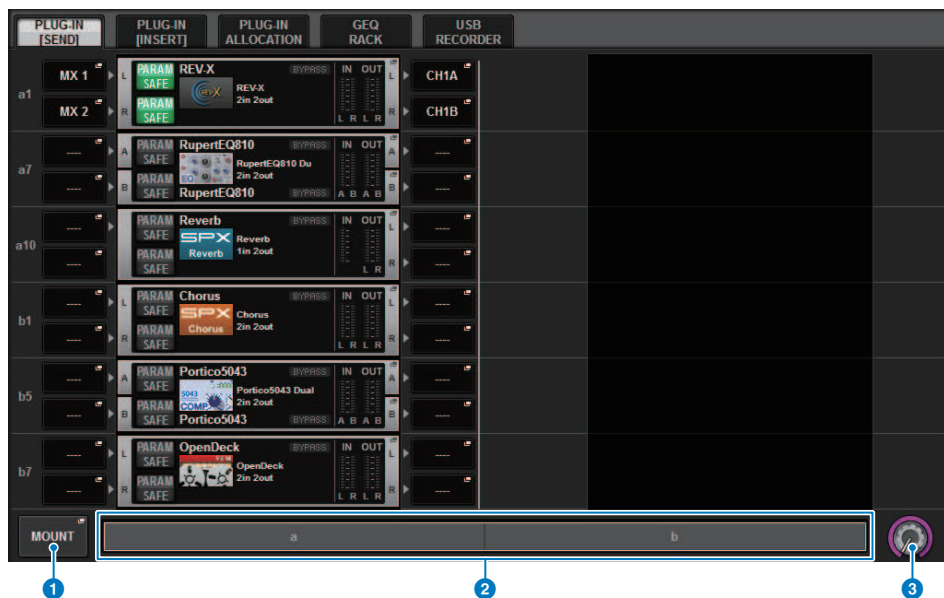 PLUG-IN [SEND]
PLUG-IN [INSERT]
PLUG-IN ALLOCATION
GEQ RACK
USB RECORDER
a1
MX 1
MX 2
L PARAM SAFE REV-X BYPASS IN OUT L
REV-X
2in 2out
R PARAM SAFE L R L R R
CH1A
CH1B
a7
----
----
A PARAM SAFE RupertEQ810 BYPASS IN OUT A
RupertEQ810 Du
EQ
2in 2out
B PARAM SAFE RupertEQ810 BYPASS A B A B B
----
----
a10
----
----
PARAM SAFE Reverb BYPASS IN OUT L
SPX Reverb
Reverb 1in 2out
PARAM SAFE L R R
----
----
b1
----
----
L PARAM SAFE Chorus BYPASS IN OUT L
SPX Chorus
Chorus 2in 2out
R PARAM SAFE L R L R R
----
----
b5
----
----
A PARAM SAFE Portico5043 BYPASS IN OUT A
5043 Portico5043 Dual
COMP 2in 2out
B PARAM SAFE Portico5043 BYPASS A B A B B
----
----
b7
----
----
L PARAM SAFE OpenDeck BYPASS IN OUT L
OpenDeck
2in 2out
R PARAM SAFE L R L R R
----
----
MOUNT
a
b
1
2
3